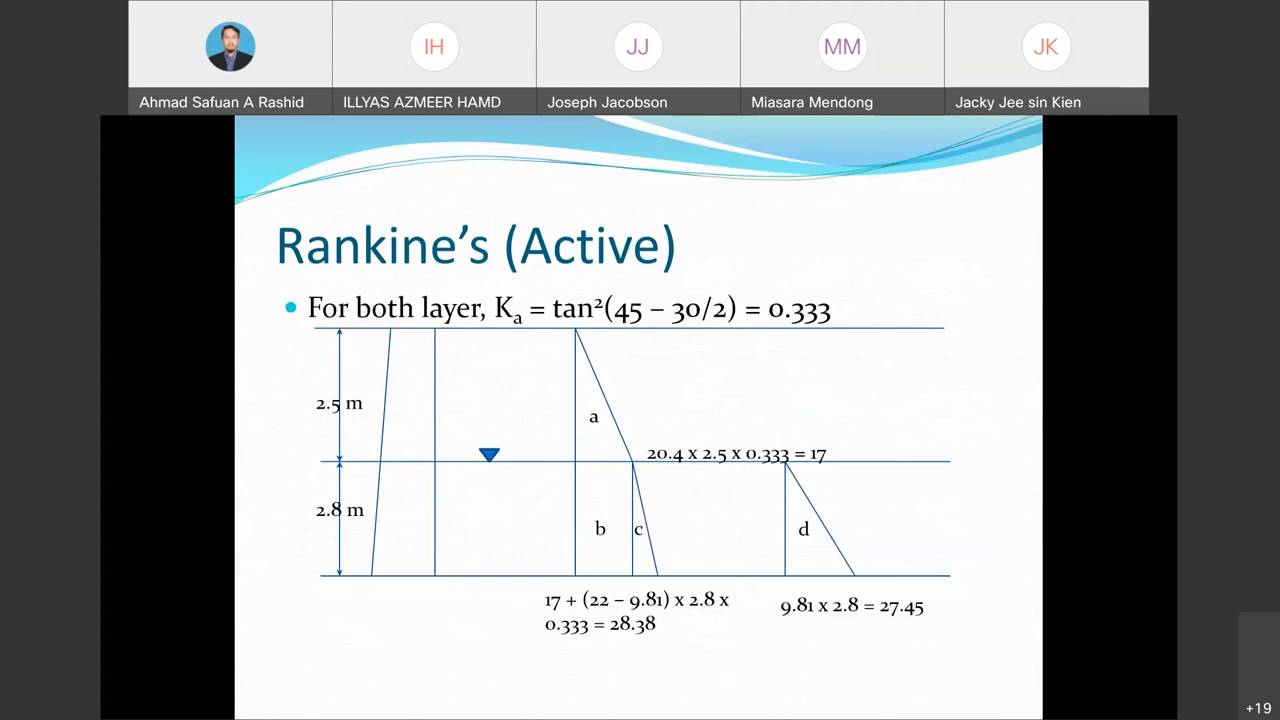 IH
JJ
MM
JK
Ahmad Safuan A Rashid
ILLYAS AZMEER HAMD
Joseph Jacobson
Miasara Mendong
Jacky Jee sin Kien
Rankine’s (Active)
• For both layer, Kₐ = tan²(45 – 30/2) = 0.333
2.5 m
a
20.4 x 2.5 x 0.333 = 17
2.8 m
b
c
d
17 + (22 – 9.81) x 2.8 x
0.333 = 28.38
9.81 x 2.8 = 27.45
+19